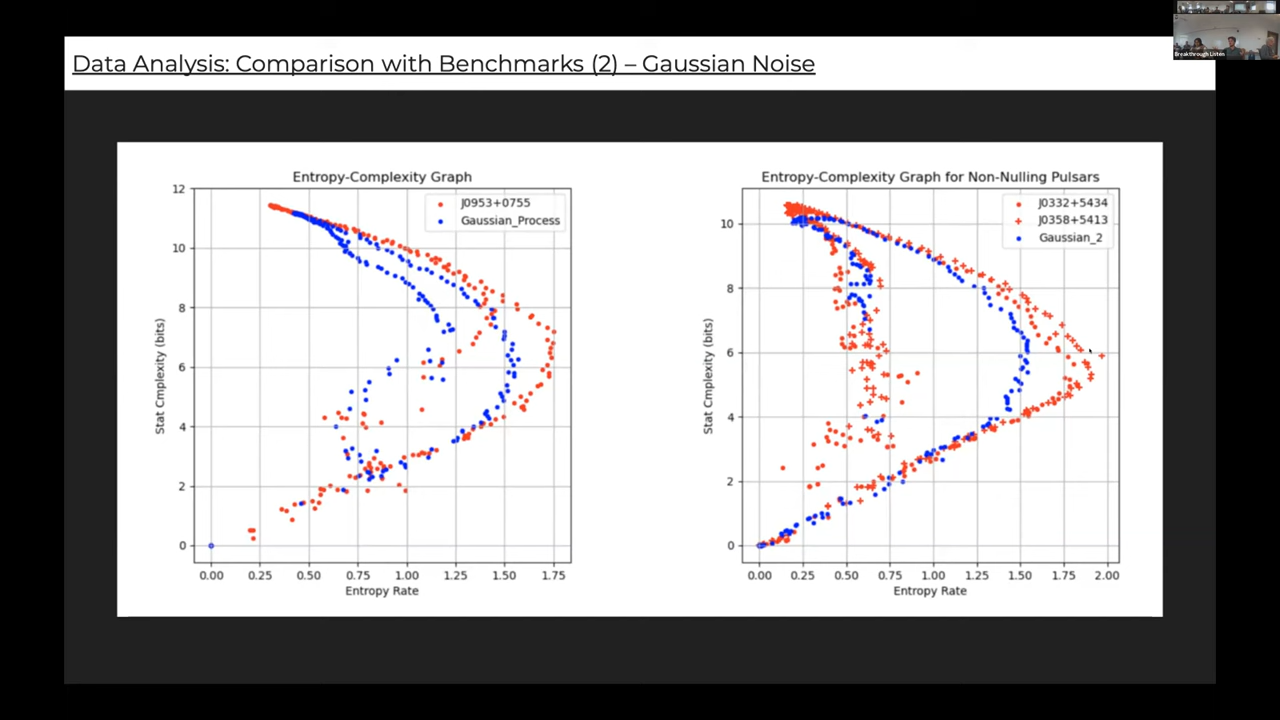 Data Analysis: Comparison with Benchmarks (2) – Gaussian Noise
Breakthrough Listen
Entropy-Complexity Graph
J0953+0755
Gaussian_Process
12
10
8
6
4
2
0
Stat Cmplexity (bits)
0.00 0.25 0.50 0.75 1.00 1.25 1.50 1.75
Entropy Rate
Entropy-Complexity Graph for Non-Nulling Pulsars
J0332+5434
J0358+5413
Gaussian_2
10
8
6
4
2
0
Stat Cmplexity (bits)
0.00 0.25 0.50 0.75 1.00 1.25 1.50 1.75 2.00
Entropy Rate